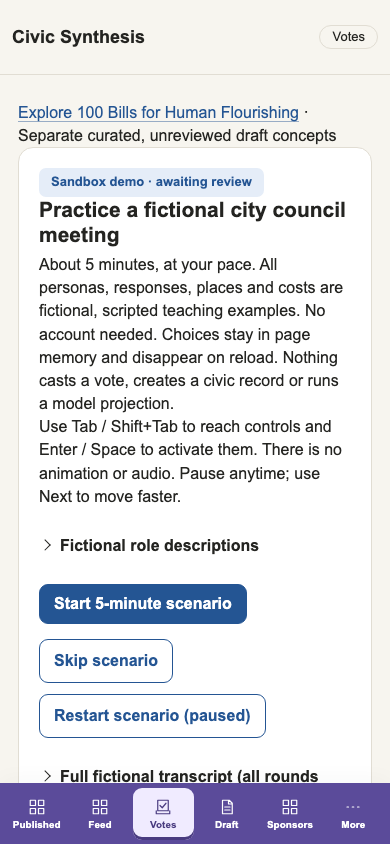 Civic Synthesis
Votes
Explore 100 Bills for Human Flourishing ·
Separate curated, unreviewed draft concepts
Sandbox demo · awaiting review
Practice a fictional city council
meeting
About 5 minutes, at your pace. All
personas, responses, places and costs are
fictional, scripted teaching examples. No
account needed. Choices stay in page
memory and disappear on reload. Nothing
casts a vote, creates a civic record or runs
a model projection.
Use Tab / Shift+Tab to reach controls and
Enter / Space to activate them. There is no
animation or audio. Pause anytime; use
Next to move faster.
Fictional role descriptions
Start 5-minute scenario
Skip scenario
Restart scenario (paused)
Full fictional transcript (all rounds
Published
Feed
Votes
Draft
Sponsors
More